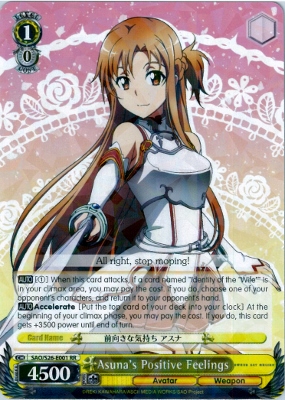 1
0
All right, stop moping!
AUTO [①] When this card attacks, if a card named "Identity of the "Wife"" is
in your climax area, you may pay the cost. If you do, choose one of your
opponent's characters, and return it to your opponent's hand.
AUTO Accelerate [Put the top card of your deck into your clock] At the
beginning of your climax phase, you may pay cost. If you do, this card
gets +3500 power until end of turn.
Card Name 前向きな気持ち アスナ
SAO/S26-E001 RR
Asuna's Positive Feelings
4500
Avatar Weapon